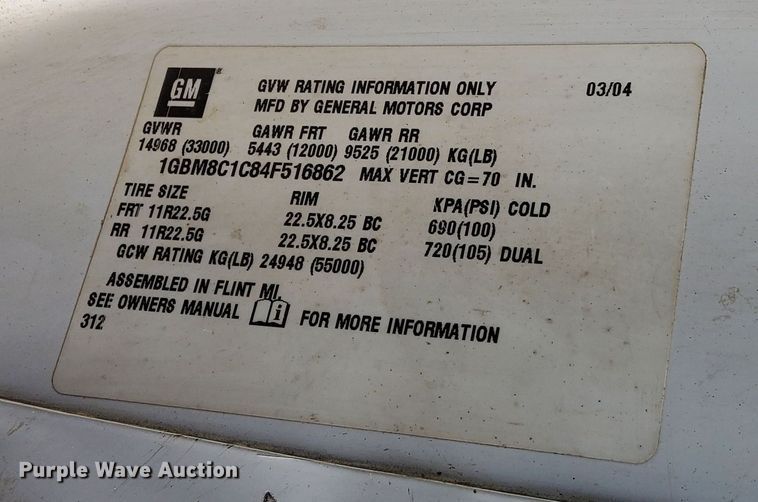 GM
GVW RATING INFORMATION ONLY 03/04
MFD BY GENERAL MOTORS CORP
GVWR GAWR FRT GAWR RR
14968 (33000) 5443 (12000) 9525 (21000) KG(LB)
1GBM8C1C84F516862 MAX VERT CG=70 IN.
TIRE SIZE RIM KPA(PSI) COLD
FRT 11R22.5G 22.5X8.25 BC 690(100)
RR 11R22.5G 22.5X8.25 BC 720(105) DUAL
GCW RATING KG(LB) 24948 (55000)
ASSEMBLED IN FLINT MI.
SEE OWNERS MANUAL i FOR MORE INFORMATION
312
Purple Wave Auction